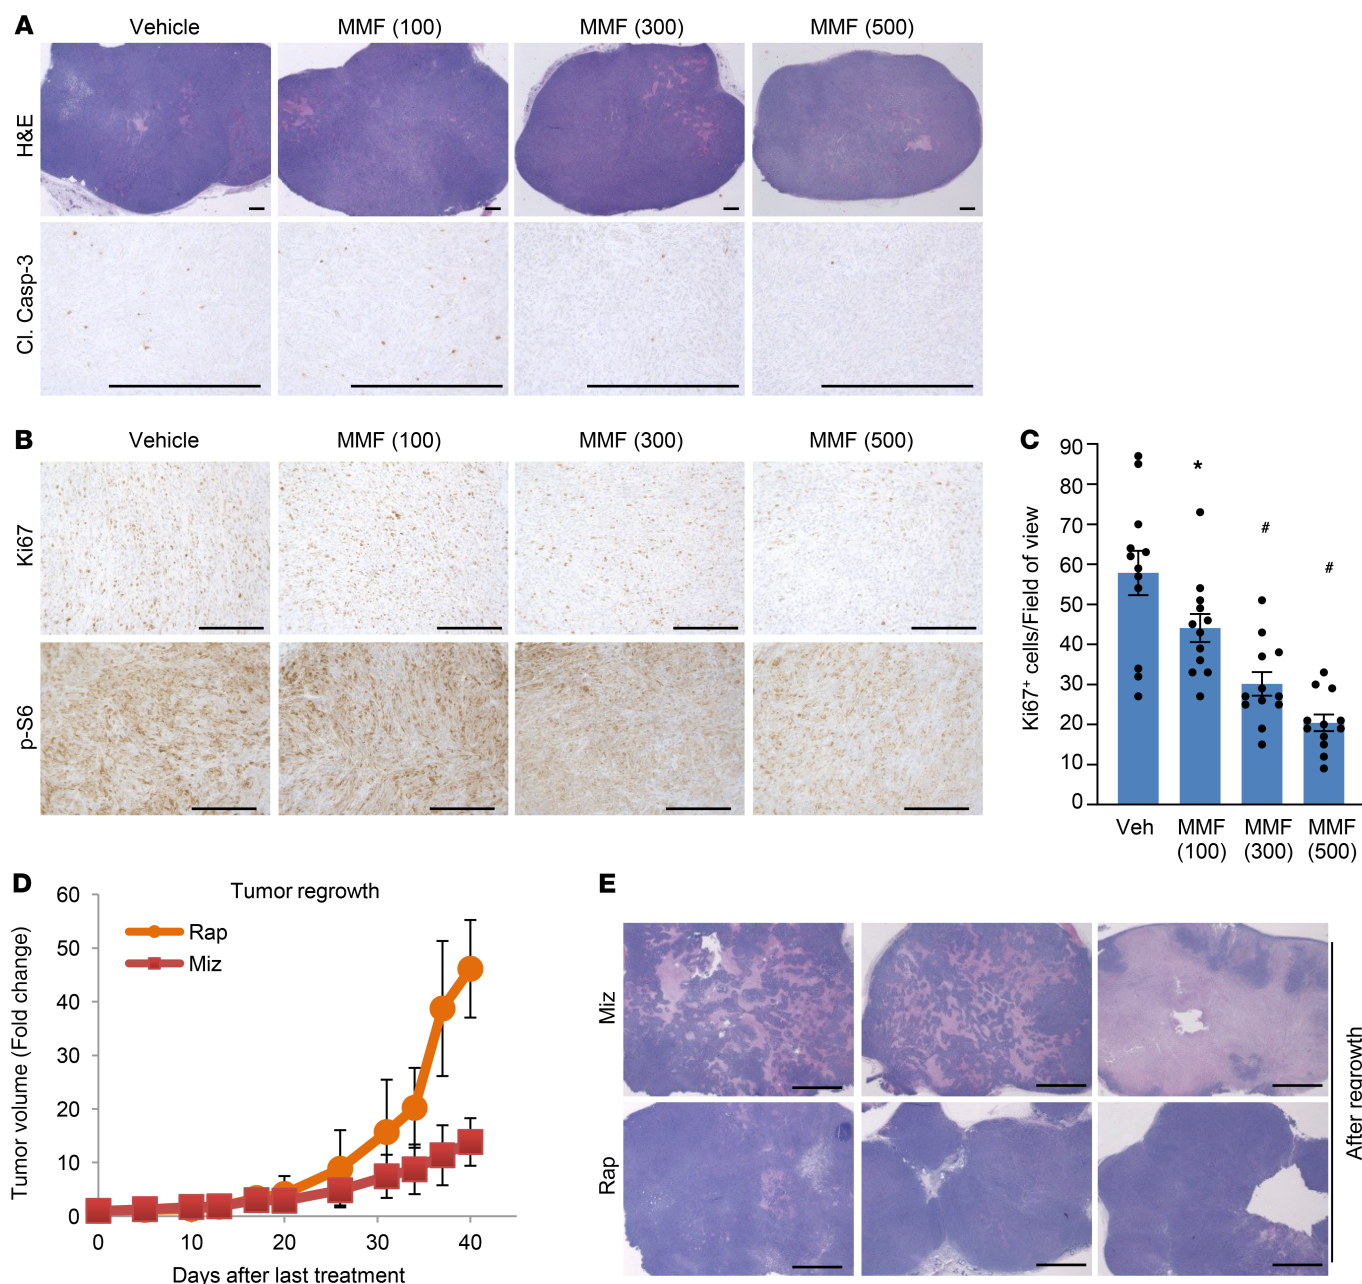 A
Vehicle MMF (100) MMF (300) MMF (500)
H&E
Cl. Casp-3
B
Vehicle MMF (100) MMF (300) MMF (500)
Ki67
p-S6
C
Ki67⁺ cells/Field of view
90
80
70
60
50
40
30
20
10
0
*
#
#
Veh MMF (100) MMF (300) MMF (500)
D
Tumor regrowth
Rap
Miz
Tumor volume (Fold change)
60
50
40
30
20
10
0
0 10 20 30 40
Days after last treatment
E
Miz
Rap
After regrowth